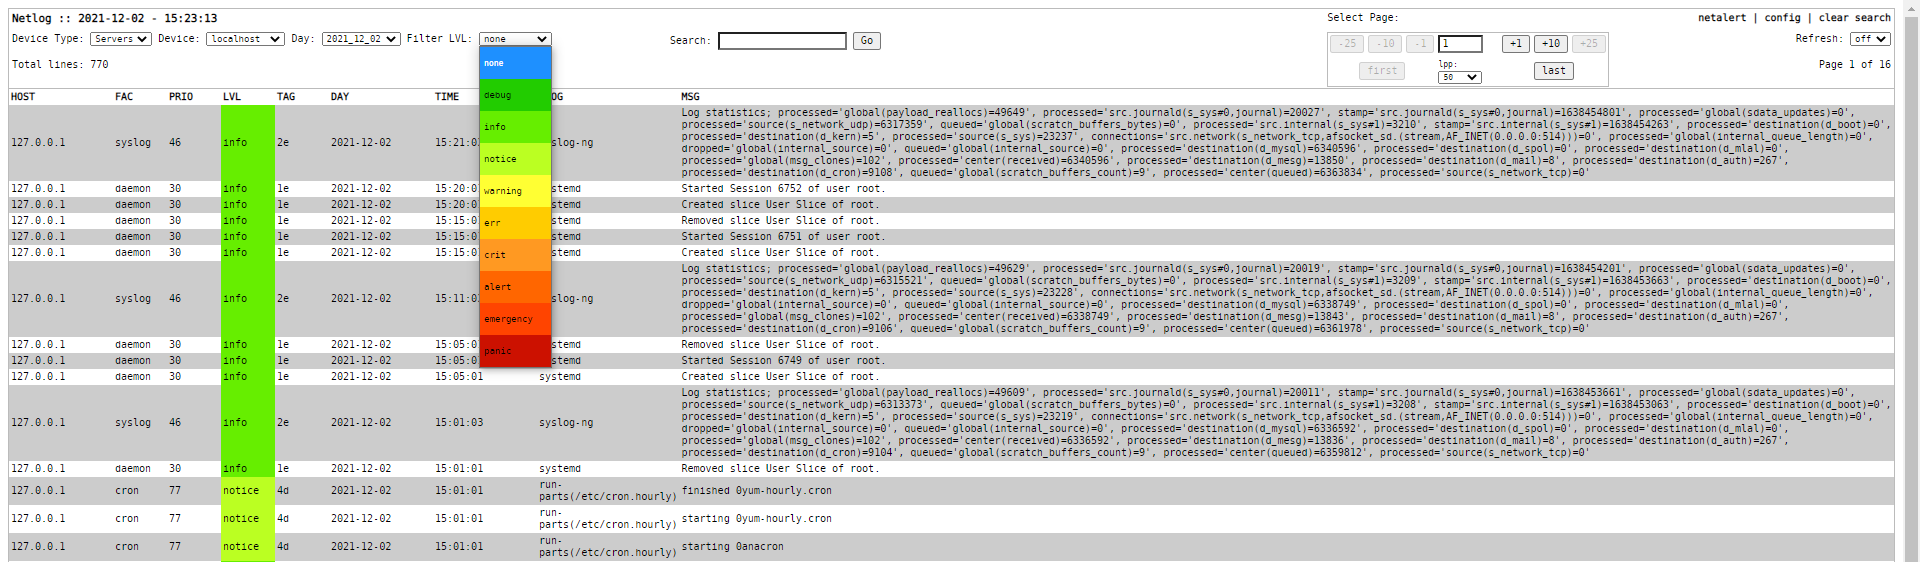 Netlog :: 2021-12-02 - 15:23:13
Select Page:
netalert | config | clear search
Device Type: Servers Device: localhost Day: 2021_12_02 Filter LVL: none
Search: Go
-25 -10 -1 1 +1 +10 +25
Refresh: off
Total lines: 770
first lpp: 50 last
Page 1 of 16
none
debug
info
notice
warning
err
crit
alert
emergency
panic
HOST FAC PRIO LVL TAG DAY TIME OG MSG
127.0.0.1 syslog 46 info 2e 2021-12-02 15:21:0 slog-ng
Log statistics; processed='global(payload_reallocs)=49649', processed='src.journald(s_sys#0,journal)=20027', stamp='src.journald(s_sys#0,journal)=1638454801', processed='global(sdata_updates)=0',
processed='source(s_network_udp)=6317359', queued='global(scratch_buffers_bytes)=0', processed='src.internal(s_sys#1)=3210', stamp='src.internal(s_sys#1)=1638454263', processed='destination(d_boot)=0',
processed='destination(d_kern)=5', processed='source(s_sys)=23237', connections='src.network(s_network_tcp,afsocket_sd.(stream,AF_INET(0.0.0.0:514)))=0', processed='global(internal_queue_length)=0',
dropped='global(internal_source)=0', queued='global(internal_source)=0', processed='destination(d_mysql)=6340596', processed='destination(d_spol)=0', processed='destination(d_mlal)=0',
processed='global(msg_clones)=102', processed='center(received)=6340596', processed='destination(d_mesg)=13850', processed='destination(d_mail)=8', processed='destination(d_auth)=267',
processed='destination(d_cron)=9108', queued='global(scratch_buffers_count)=9', processed='center(queued)=6363834', processed='source(s_network_tcp)=0'
127.0.0.1 daemon 30 info 1e 2021-12-02 15:20:0 stemd Started Session 6752 of user root.
127.0.0.1 daemon 30 info 1e 2021-12-02 15:20:0 stemd Created slice User Slice of root.
127.0.0.1 daemon 30 info 1e 2021-12-02 15:15:0 stemd Removed slice User Slice of root.
127.0.0.1 daemon 30 info 1e 2021-12-02 15:15:0 stemd Started Session 6751 of user root.
127.0.0.1 daemon 30 info 1e 2021-12-02 15:15:0 stemd Created slice User Slice of root.
127.0.0.1 syslog 46 info 2e 2021-12-02 15:11:0 slog-ng
Log statistics; processed='global(payload_reallocs)=49629', processed='src.journald(s_sys#0,journal)=20019', stamp='src.journald(s_sys#0,journal)=1638454201', processed='global(sdata_updates)=0',
processed='source(s_network_udp)=6315521', queued='global(scratch_buffers_bytes)=0', processed='src.internal(s_sys#1)=3209', stamp='src.internal(s_sys#1)=1638453663', processed='destination(d_boot)=0',
processed='destination(d_kern)=5', processed='source(s_sys)=23228', connections='src.network(s_network_tcp,afsocket_sd.(stream,AF_INET(0.0.0.0:514)))=0', processed='global(internal_queue_length)=0',
dropped='global(internal_source)=0', queued='global(internal_source)=0', processed='destination(d_mysql)=6338749', processed='destination(d_spol)=0', processed='destination(d_mlal)=0',
processed='global(msg_clones)=102', processed='center(received)=6338749', processed='destination(d_mesg)=13843', processed='destination(d_mail)=8', processed='destination(d_auth)=267',
processed='destination(d_cron)=9106', queued='global(scratch_buffers_count)=9', processed='center(queued)=6361978', processed='source(s_network_tcp)=0'
127.0.0.1 daemon 30 info 1e 2021-12-02 15:05:0 stemd Removed slice User Slice of root.
127.0.0.1 daemon 30 info 1e 2021-12-02 15:05:0 stemd Started Session 6749 of user root.
127.0.0.1 daemon 30 info 1e 2021-12-02 15:05:01 systemd Created slice User Slice of root.
127.0.0.1 syslog 46 info 2e 2021-12-02 15:01:03 syslog-ng
Log statistics; processed='global(payload_reallocs)=49609', processed='src.journald(s_sys#0,journal)=20011', stamp='src.journald(s_sys#0,journal)=1638453661', processed='global(sdata_updates)=0',
processed='source(s_network_udp)=6313373', queued='global(scratch_buffers_bytes)=0', processed='src.internal(s_sys#1)=3208', stamp='src.internal(s_sys#1)=1638453063', processed='destination(d_boot)=0',
processed='destination(d_kern)=5', processed='source(s_sys)=23219', connections='src.network(s_network_tcp,afsocket_sd.(stream,AF_INET(0.0.0.0:514)))=0', processed='global(internal_queue_length)=0',
dropped='global(internal_source)=0', queued='global(internal_source)=0', processed='destination(d_mysql)=6336592', processed='destination(d_spol)=0', processed='destination(d_mlal)=0',
processed='global(msg_clones)=102', processed='center(received)=6336592', processed='destination(d_mesg)=13836', processed='destination(d_mail)=8', processed='destination(d_auth)=267',
processed='destination(d_cron)=9104', queued='global(scratch_buffers_count)=9', processed='center(queued)=6359812', processed='source(s_network_tcp)=0'
127.0.0.1 daemon 30 info 1e 2021-12-02 15:01:01 systemd Removed slice User Slice of root.
127.0.0.1 cron 77 notice 4d 2021-12-02 15:01:01 run-parts(/etc/cron.hourly) finished 0yum-hourly.cron
127.0.0.1 cron 77 notice 4d 2021-12-02 15:01:01 run-parts(/etc/cron.hourly) starting 0yum-hourly.cron
127.0.0.1 cron 77 notice 4d 2021-12-02 15:01:01 run-parts(/etc/cron.hourly) starting 0anacron